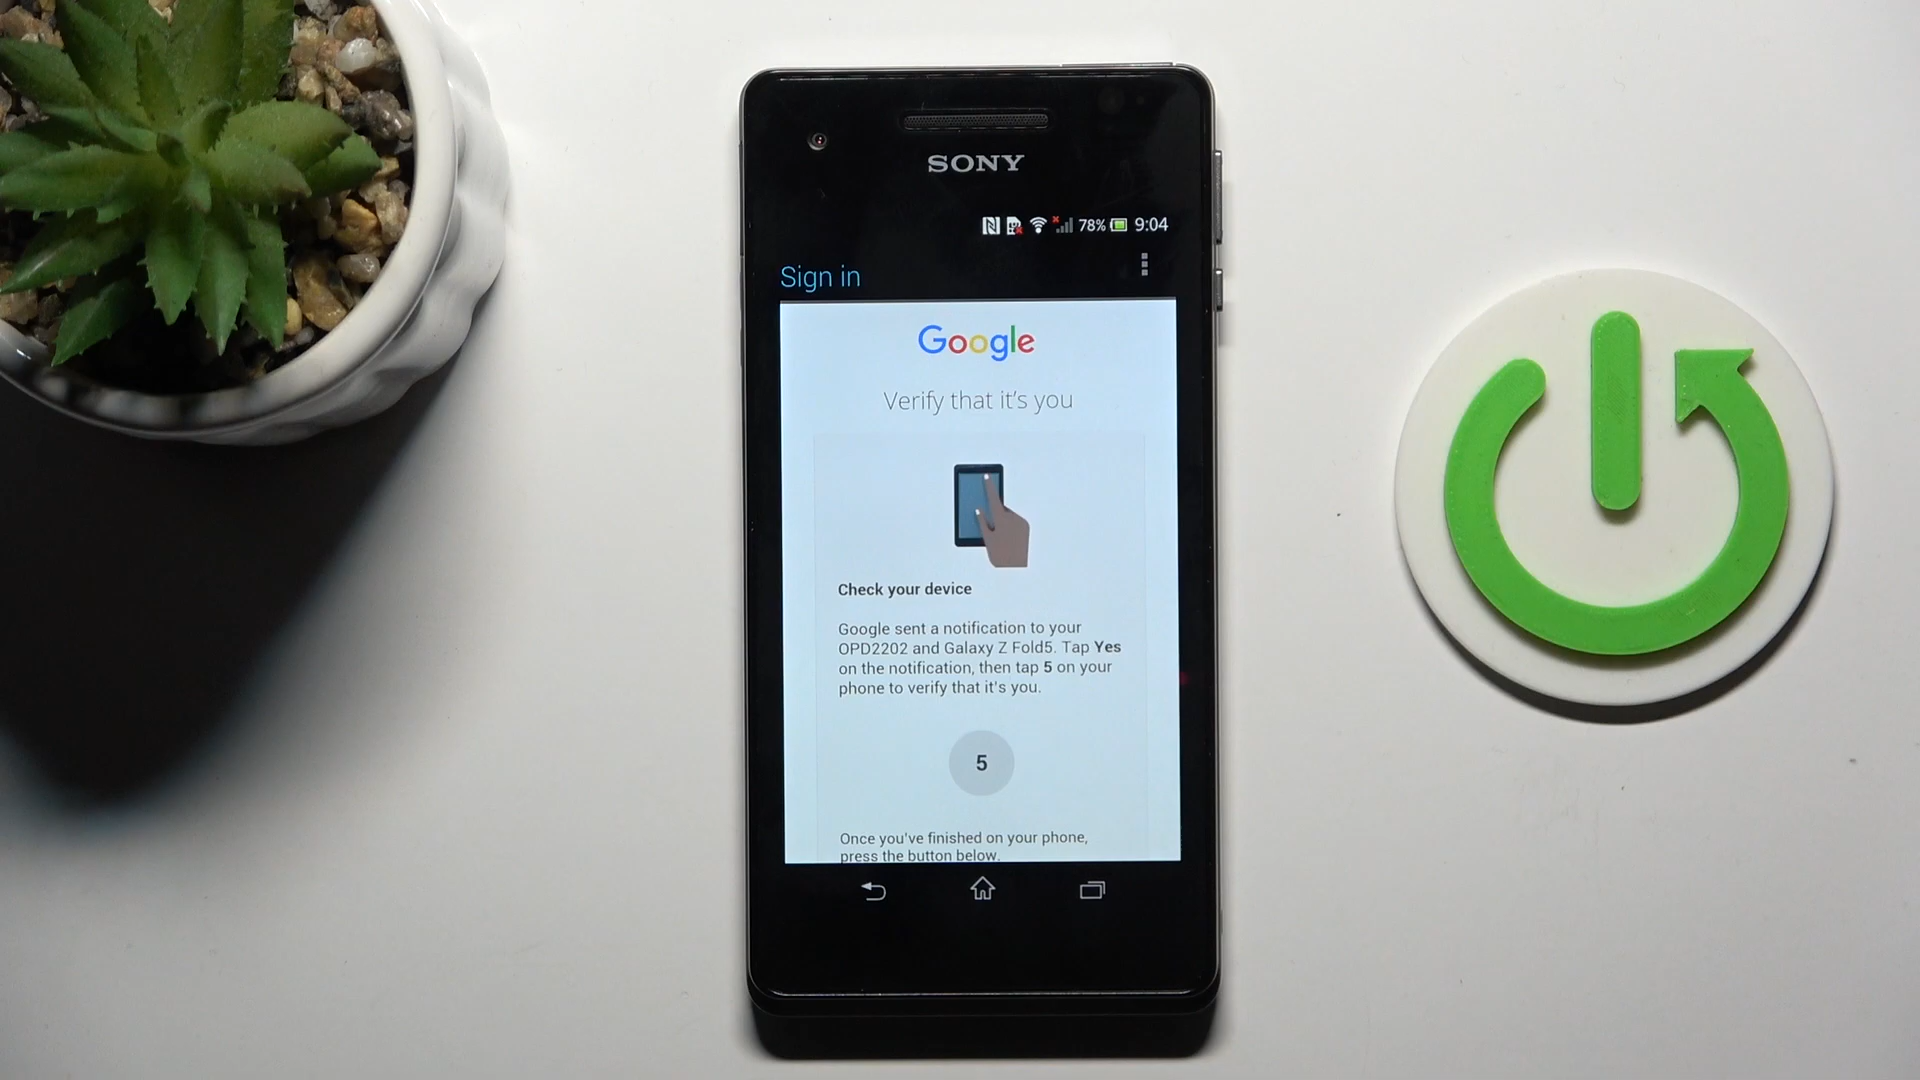 SONY
78% 9:04
Sign in
Google
Verify that it's you
Check your device
Google sent a notification to your
OPD2202 and Galaxy Z Fold5. Tap Yes
on the notification, then tap 5 on your
phone to verify that it's you.
5
Once you've finished on your phone,
press the button below.